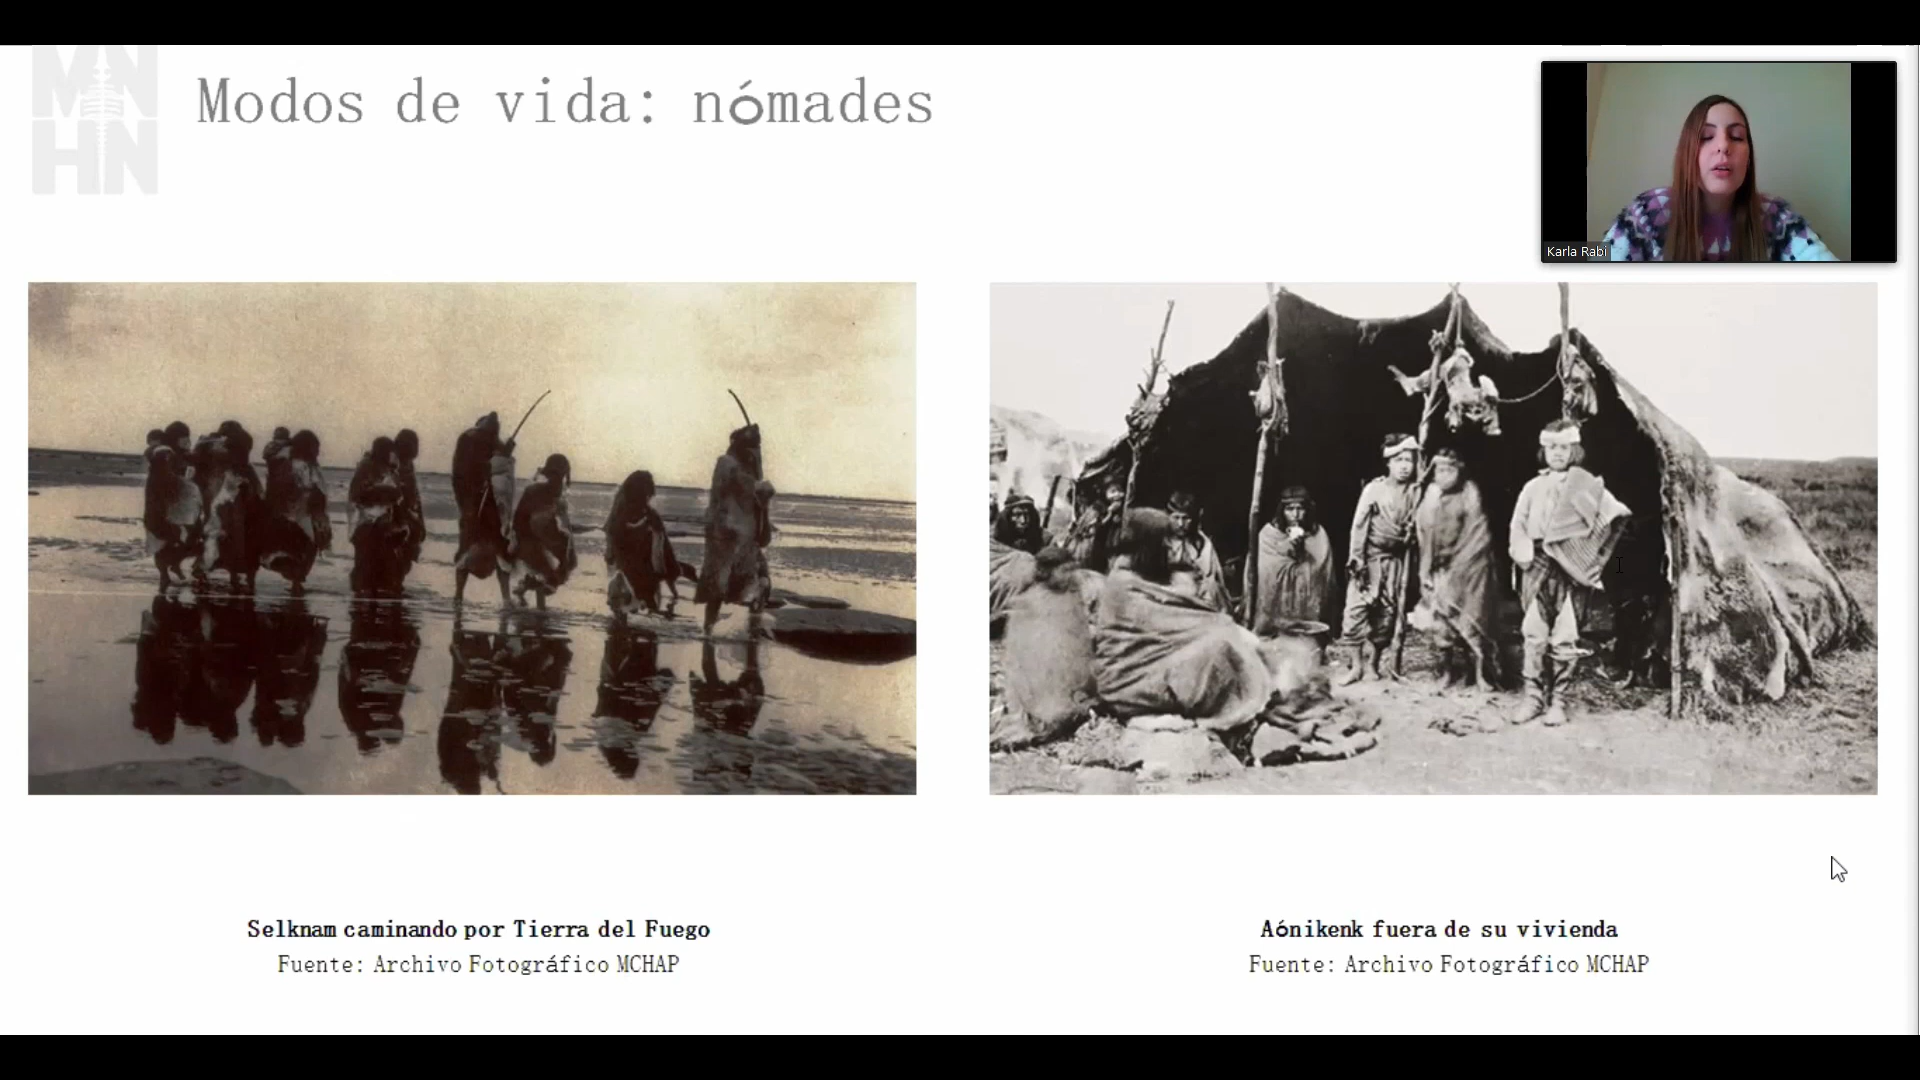 MN
HN
Modos de vida: nómades
Karla Rabi
Selknam caminando por Tierra del Fuego
Fuente: Archivo Fotográfico MCHAP
Aónikenk fuera de su vivienda
Fuente: Archivo Fotográfico MCHAP